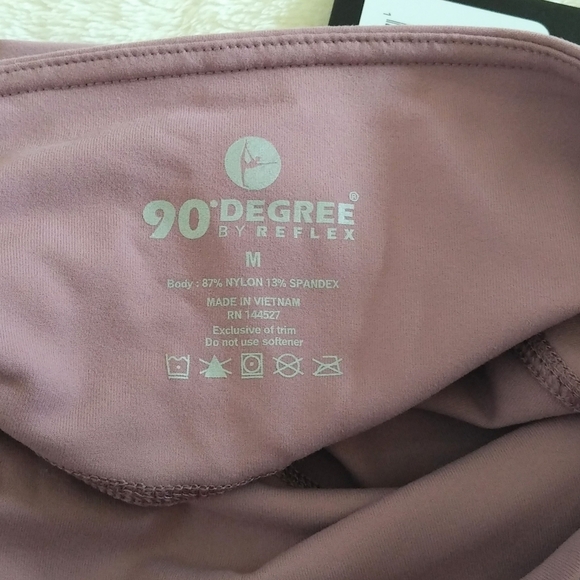 90° DEGREE®
BY REFLEX
M
Body : 87% NYLON 13% SPANDEX
MADE IN VIETNAM
RN 144527
Exclusive of trim
Do not use softener